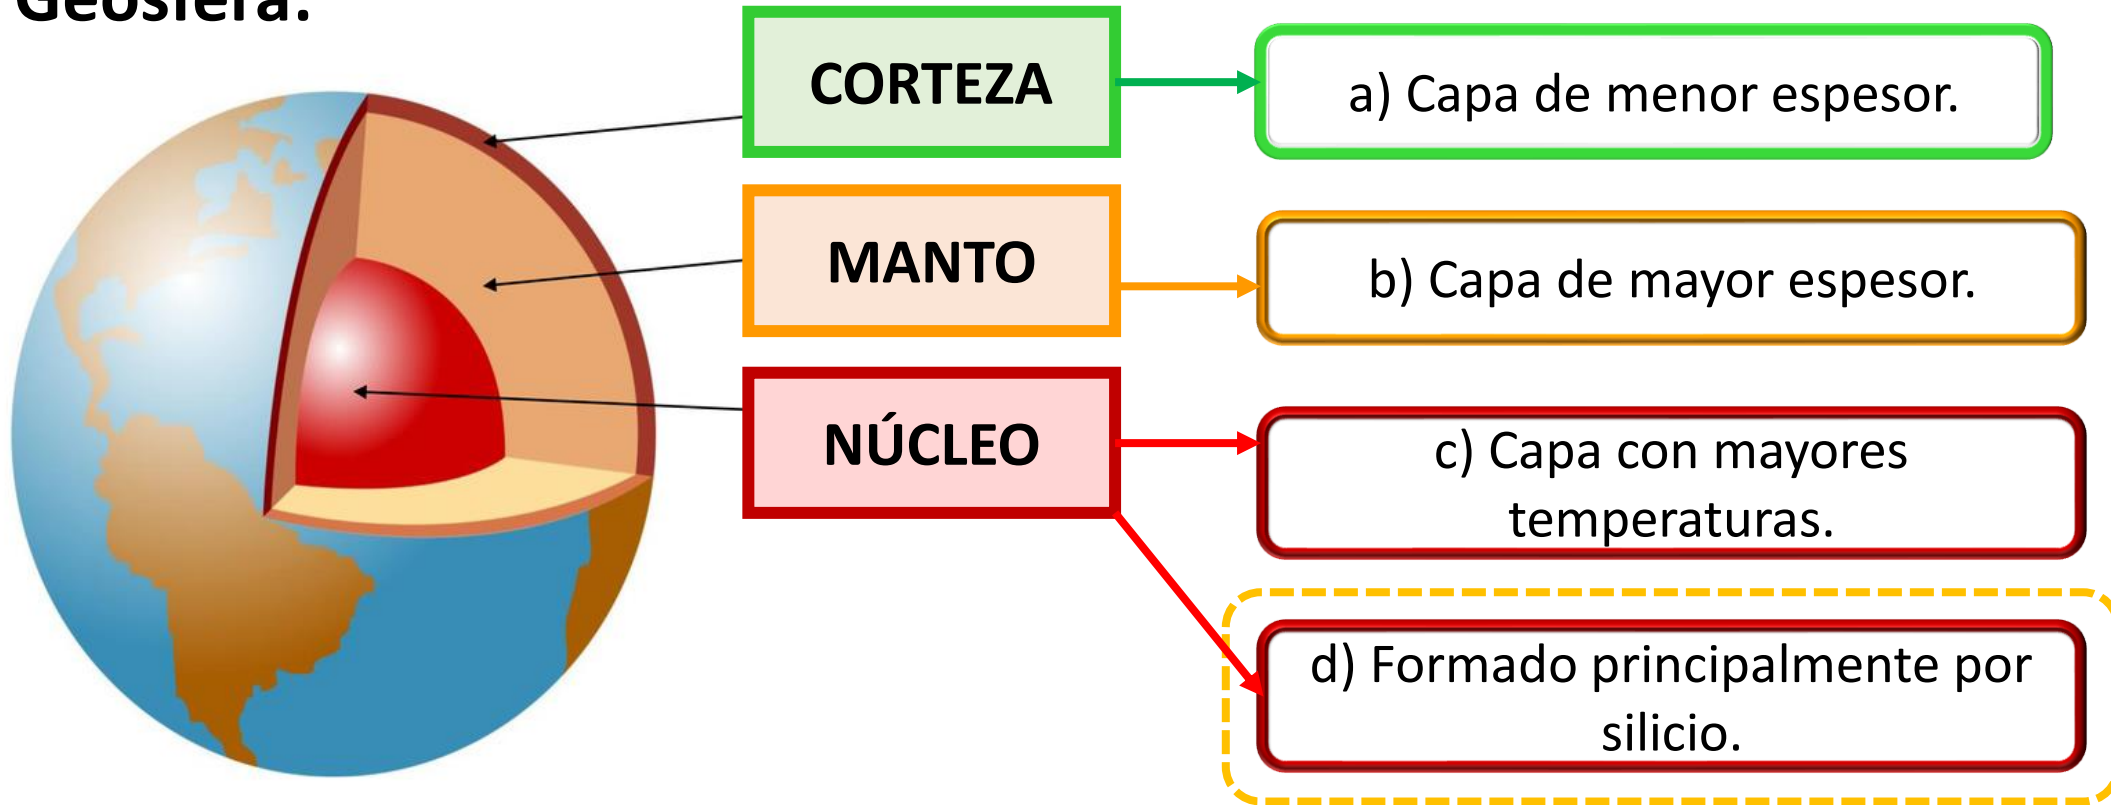 Geosfera.
CORTEZA
a) Capa de menor espesor.
MANTO
b) Capa de mayor espesor.
NÚCLEO
c) Capa con mayores
temperaturas.
d) Formado principalmente por
silicio.